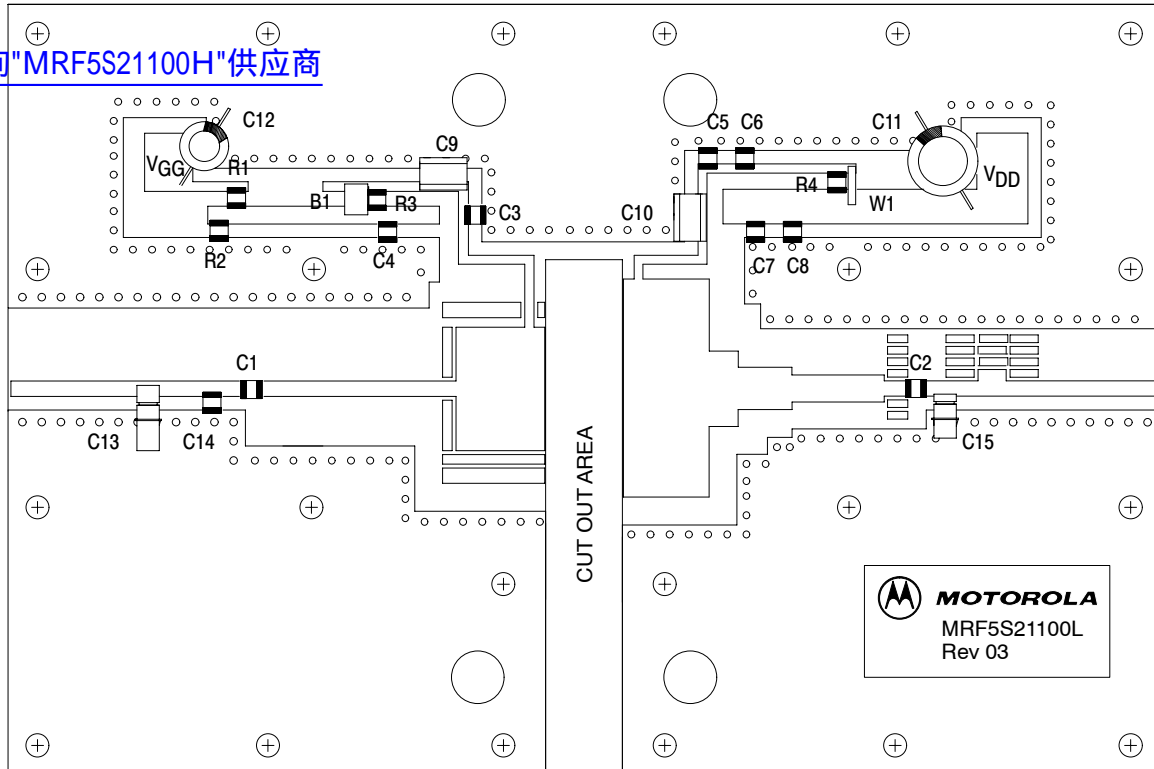 询"MRF5S21100H"供应商
C12
C9
C5 C6
C11
VGG
R1
B1
R3
C3
C10
R4
W1
VDD
R2
C4
C7 C8
C1
C2
C13
C14
C15
CUT OUT AREA
MOTOROLA
MRF5S21100L
Rev 03